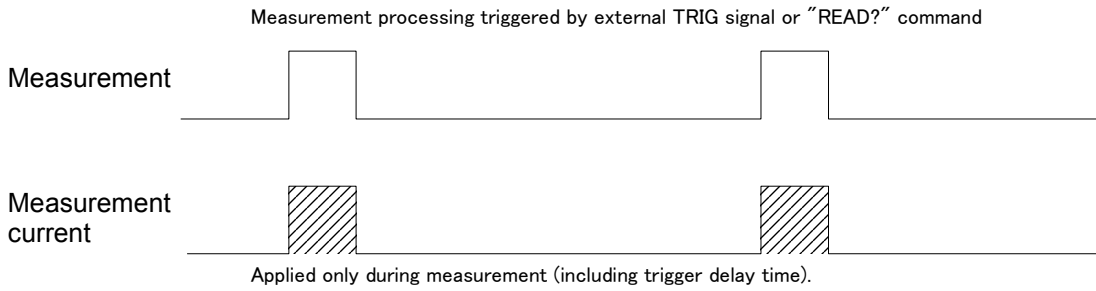 Measurement processing triggered by external TRIG signal or "READ?" command
Measurement
Measurement
current
Applied only during measurement (including trigger delay time).